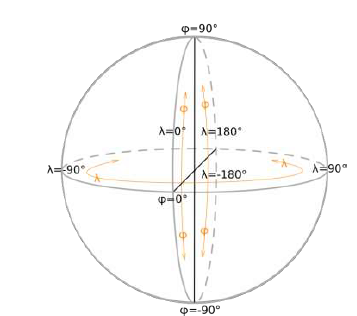 φ=90°
φ
φ
λ=0°
λ=180°
λ=-90°
λ
λ
λ=90°
λ=-180°
φ=0°
φ
φ
φ=-90°